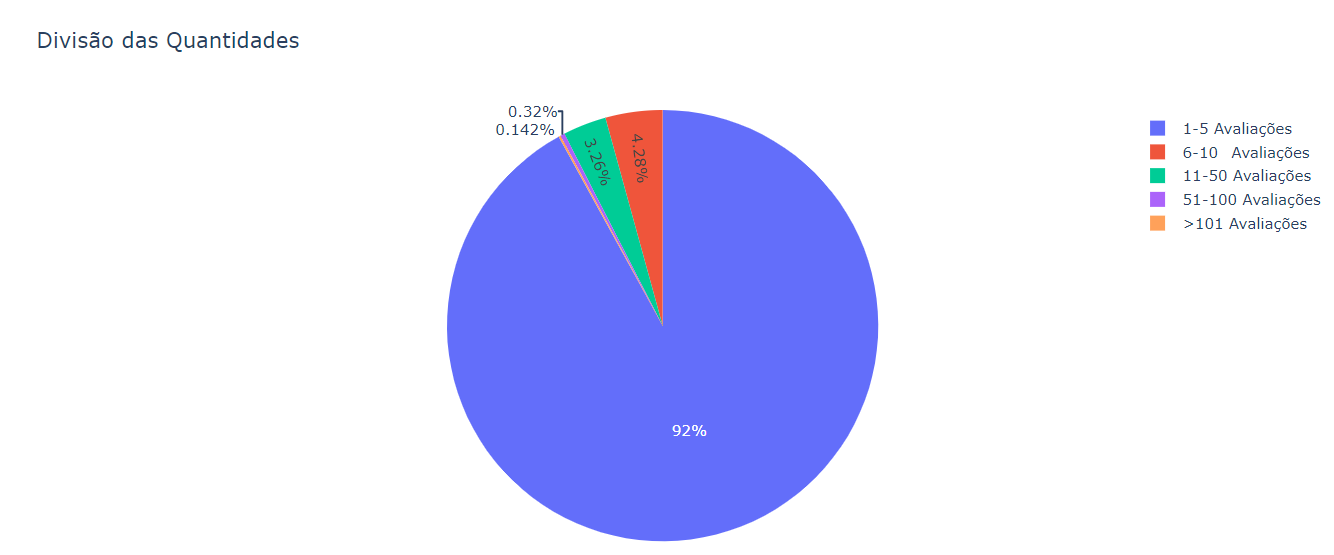 Divisão das Quantidades
0.32%
0.142%
3.26%
4.28%
92%
1-5 Avaliações
6-10 Avaliações
11-50 Avaliações
51-100 Avaliações
>101 Avaliações